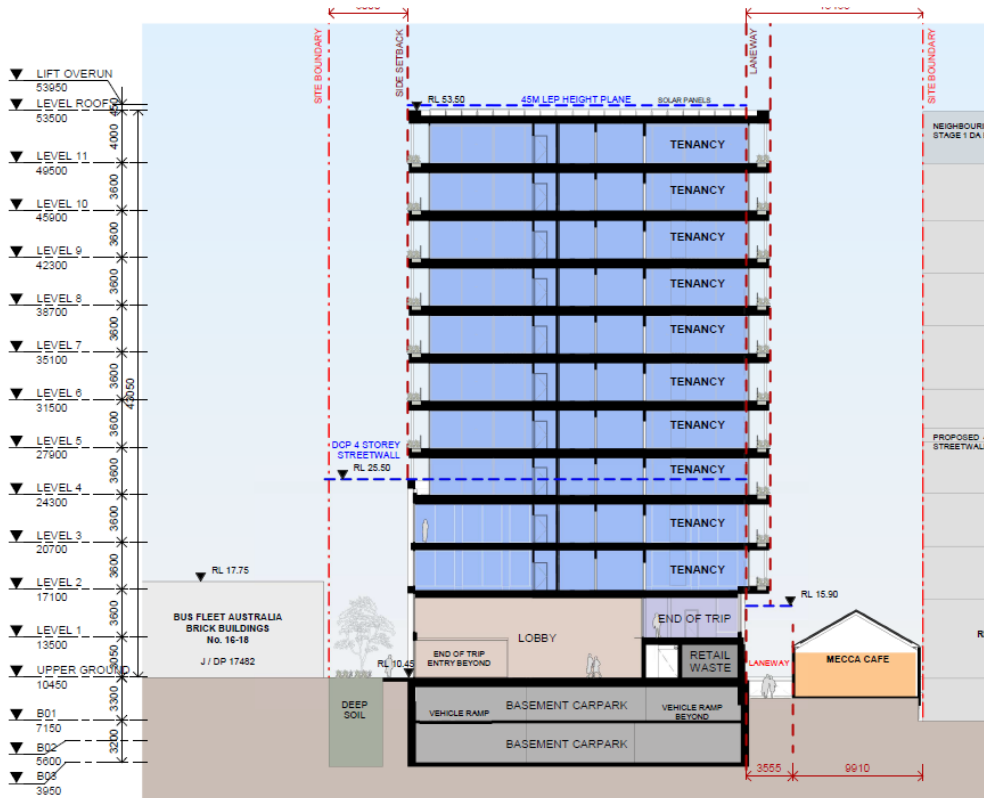 SITE BOUNDARY
SIDE SETBACK
LANEWAY
SITE BOUNDARY
LIFT OVERUN
53950
LEVEL ROOF
53500
LEVEL 11
49500
LEVEL 10
45900
LEVEL 9
42300
LEVEL 8
38700
LEVEL 7
35100
LEVEL 6
31500
LEVEL 5
27900
LEVEL 4
24300
LEVEL 3
20700
LEVEL 2
17100
LEVEL 1
13500
UPPER GROUND
10450
B01
7150
B02
5600
B03
3950
4000
3600
3600
3600
3600
3600
3600
3600
3600
3600
3600
3050
3300
3200
43050
RL 53.50
45M LEP HEIGHT PLANE
SOLAR PANELS
TENANCY
TENANCY
TENANCY
TENANCY
TENANCY
TENANCY
TENANCY
TENANCY
TENANCY
TENANCY
DCP 4 STOREY
STREETWALL
RL 25.50
RL 17.75
BUS FLEET AUSTRALIA
BRICK BUILDINGS
No. 16-18
J / DP 17482
RL 10.45
LOBBY
END OF TRIP
ENTRY BEYOND
END OF TRIP
RETAIL
WASTE
RL 15.90
LANEWAY
MECCA CAFE
DEEP
SOIL
VEHICLE RAMP
BASEMENT CARPARK
VEHICLE RAMP
BEYOND
BASEMENT CARPARK
3555
9910
NEIGHBOURI
STAGE 1 DA
PROPOSED
STREETWALL
R